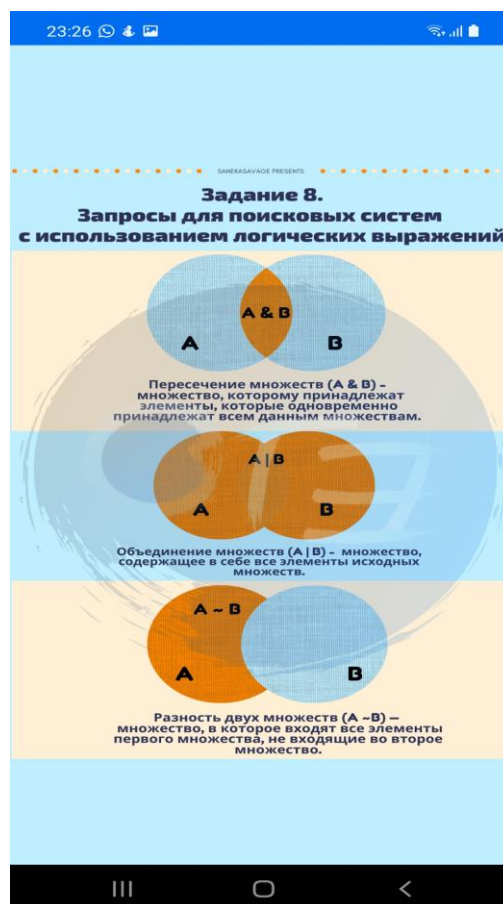 23:26
SANEKASAVAGE PRESENTS
Задание 8.
Запросы для поисковых систем
с использованием логических выражений
A & B
A
B
Пересечение множеств (A & B) –
множество, которому принадлежат
элементы, которые одновременно
принадлежат всем данным множествам.
A | B
A
B
Объединение множеств (A | B) – множество,
содержащее в себе все элементы исходных
множеств.
A ~ B
A
B
Разность двух множеств (A ~B) —
множество, в которое входят все элементы
первого множества, не входящие во второе
множество.